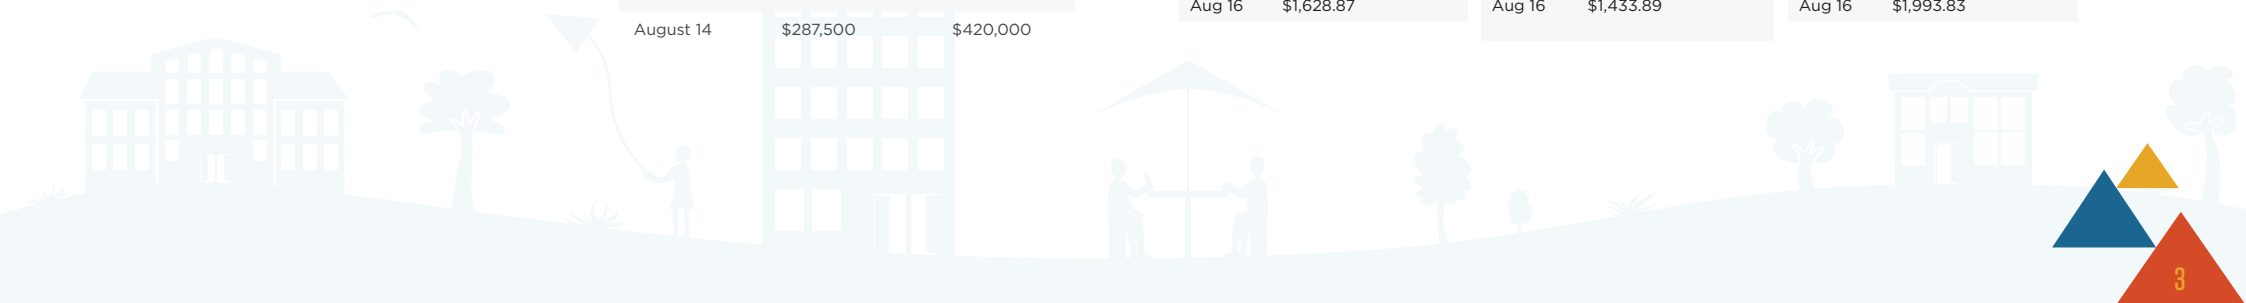 Aug 16 $1,628.87
Aug 16 $1,433.89
Aug 16 $1,993.83
August 14 $287,500 $420,000
3